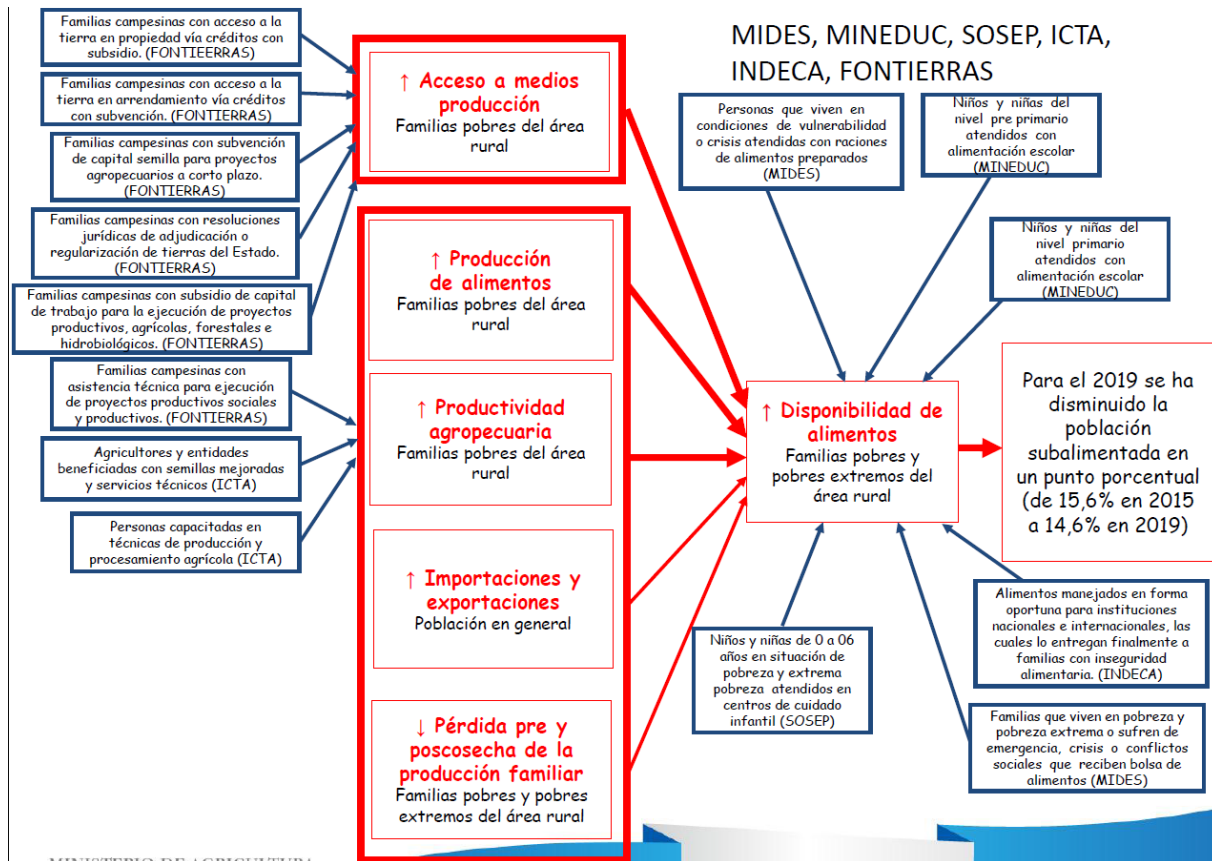 Familias campesinas con acceso a la
tierra en propiedad vía créditos con
subsidio. (FONTIEERRAS)
Familias campesinas con acceso a la
tierra en arrendamiento vía créditos
con subvención. (FONTIERRAS)
Familias campesinas con subvención
de capital semilla para proyectos
agropecuarios a corto plazo.
(FONTIERRAS)
Familias campesinas con resoluciones
jurídicas de adjudicación o
regularización de tierras del Estado.
(FONTIERRAS)
Familias campesinas con subsidio de capital
de trabajo para la ejecución de proyectos
productivos, agrícolas, forestales e
hidrobiológicos. (FONTIERRAS)
Familias campesinas con
asistencia técnica para ejecución
de proyectos productivos sociales
y productivos. (FONTIERRAS)
Agricultores y entidades
beneficiadas con semillas mejoradas
y servicios técnicos (ICTA)
Personas capacitadas en
técnicas de producción y
procesamiento agrícola (ICTA)
↑ Acceso a medios
producción
Familias pobres del área
rural
↑ Producción
de alimentos
Familias pobres del área
rural
↑ Productividad
agropecuaria
Familias pobres del área
rural
↑ Importaciones y
exportaciones
Población en general
↓ Pérdida pre y
poscosecha de la
producción familiar
Familias pobres y pobres
extremos del área rural
MIDES, MINEDUC, SOSEP, ICTA,
INDECA, FONTIERRAS
Personas que viven en
condiciones de vulnerabilidad
o crisis atendidas con raciones
de alimentos preparados
(MIDES)
Niños y niñas del
nivel pre primario
atendidos con
alimentación escolar
(MINEDUC)
Niños y niñas del
nivel primario
atendidos con
alimentación escolar
(MINEDUC)
↑ Disponibilidad de
alimentos
Familias pobres y
pobres extremos del
área rural
Para el 2019 se ha
disminuido la
población
subalimentada en
un punto porcentual
(de 15,6% en 2015
a 14,6% en 2019)
Niños y niñas de 0 a 06
años en situación de
pobreza y extrema
pobreza atendidos en
centros de cuidado
infantil (SOSEP)
Alimentos manejados en forma
oportuna para instituciones
nacionales e internacionales, las
cuales lo entregan finalmente a
familias con inseguridad
alimentaria. (INDECA)
Familias que viven en pobreza y
pobreza extrema o sufren de
emergencia, crisis o conflictos
sociales que reciben bolsa de
alimentos (MIDES)
MINISTERIO DE AGRICULTURA